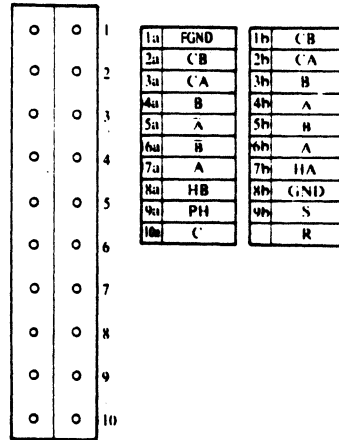 1
2
3
4
5
6
7
8
9
10
1a FGND
2a CB
3a CA
4a B
5a A̅
6a B̅
7a A
8a HB
9a PH
10a C
1b CB
2b CA
3b B
4b A
5b B
6b A
7b HA
8b GND
9b S
R